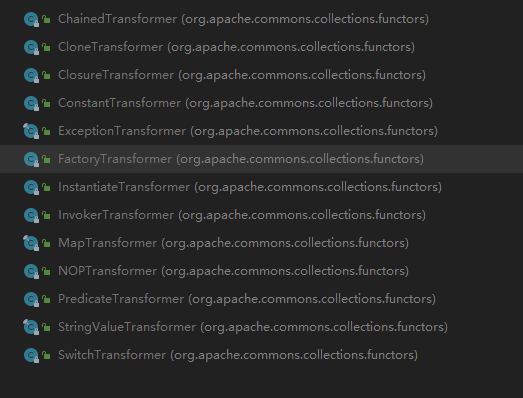 ChainedTransformer (org.apache.commons.collections.functors)
CloneTransformer (org.apache.commons.collections.functors)
ClosureTransformer (org.apache.commons.collections.functors)
ConstantTransformer (org.apache.commons.collections.functors)
ExceptionTransformer (org.apache.commons.collections.functors)
FactoryTransformer (org.apache.commons.collections.functors)
InstantiateTransformer (org.apache.commons.collections.functors)
InvokerTransformer (org.apache.commons.collections.functors)
MapTransformer (org.apache.commons.collections.functors)
NOPTransformer (org.apache.commons.collections.functors)
PredicateTransformer (org.apache.commons.collections.functors)
StringValueTransformer (org.apache.commons.collections.functors)
SwitchTransformer (org.apache.commons.collections.functors)